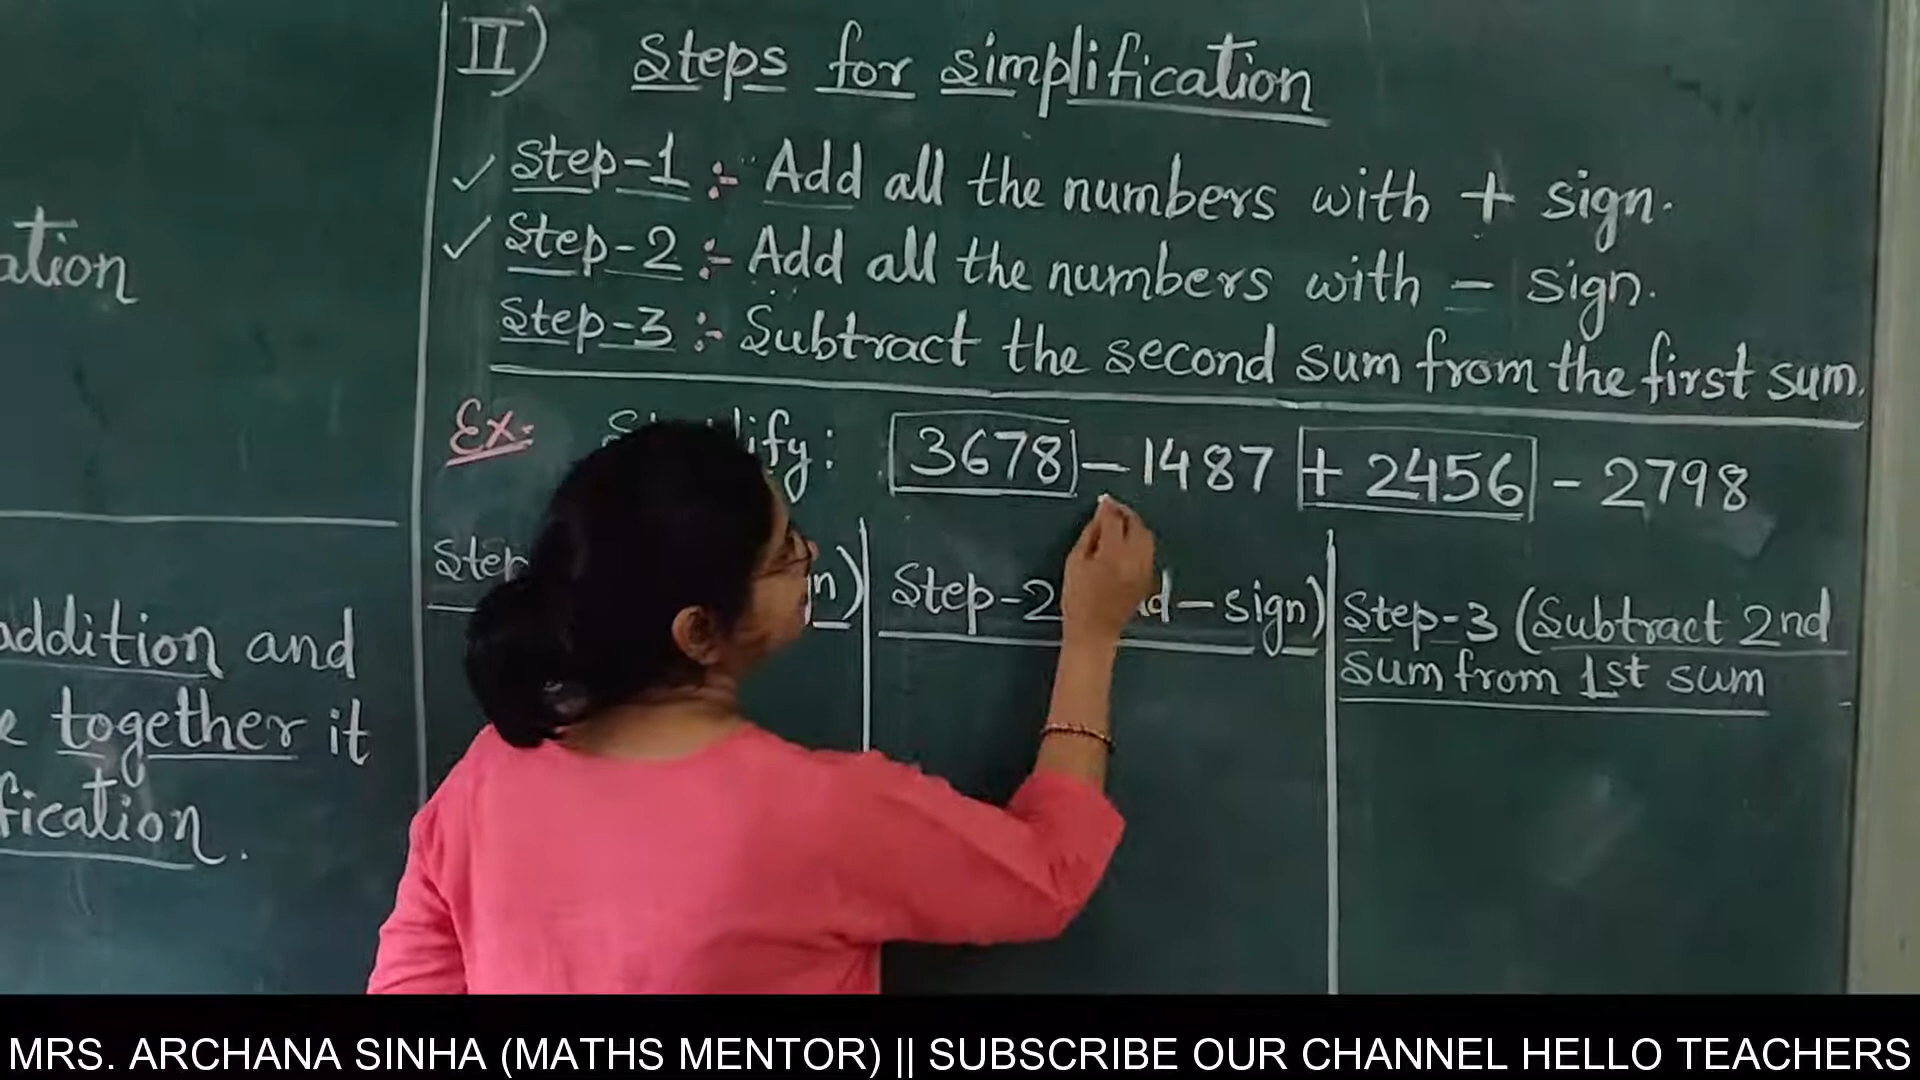 ation
addition and
together it
fication.
II) Steps for simplification
Step-1 :- Add all the numbers with + sign.
Step-2 :- Add all the numbers with - sign.
Step-3 :- Subtract the second sum from the first sum.
Ex. : 3678 - 1487 + 2456 - 2798
Step-2 - sign)
Step-3 (Subtract 2nd
sum from 1st sum
MRS. ARCHANA SINHA (MATHS MENTOR) || SUBSCRIBE OUR CHANNEL HELLO TEACHERS